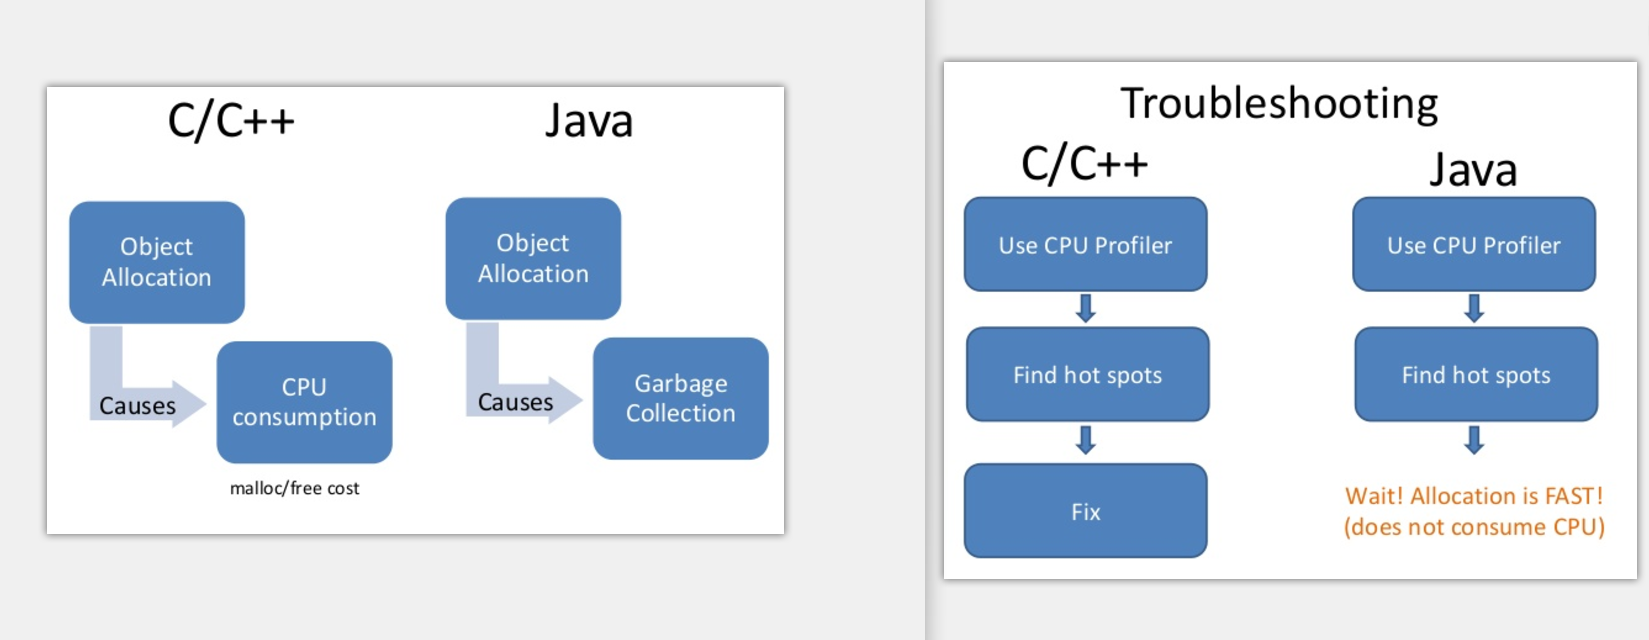 C/C++
Java
Object
Allocation
Causes
CPU
consumption
malloc/free cost
Object
Allocation
Causes
Garbage
Collection
Troubleshooting
C/C++
Java
Use CPU Profiler
Find hot spots
Fix
Use CPU Profiler
Find hot spots
Wait! Allocation is FAST!
(does not consume CPU)